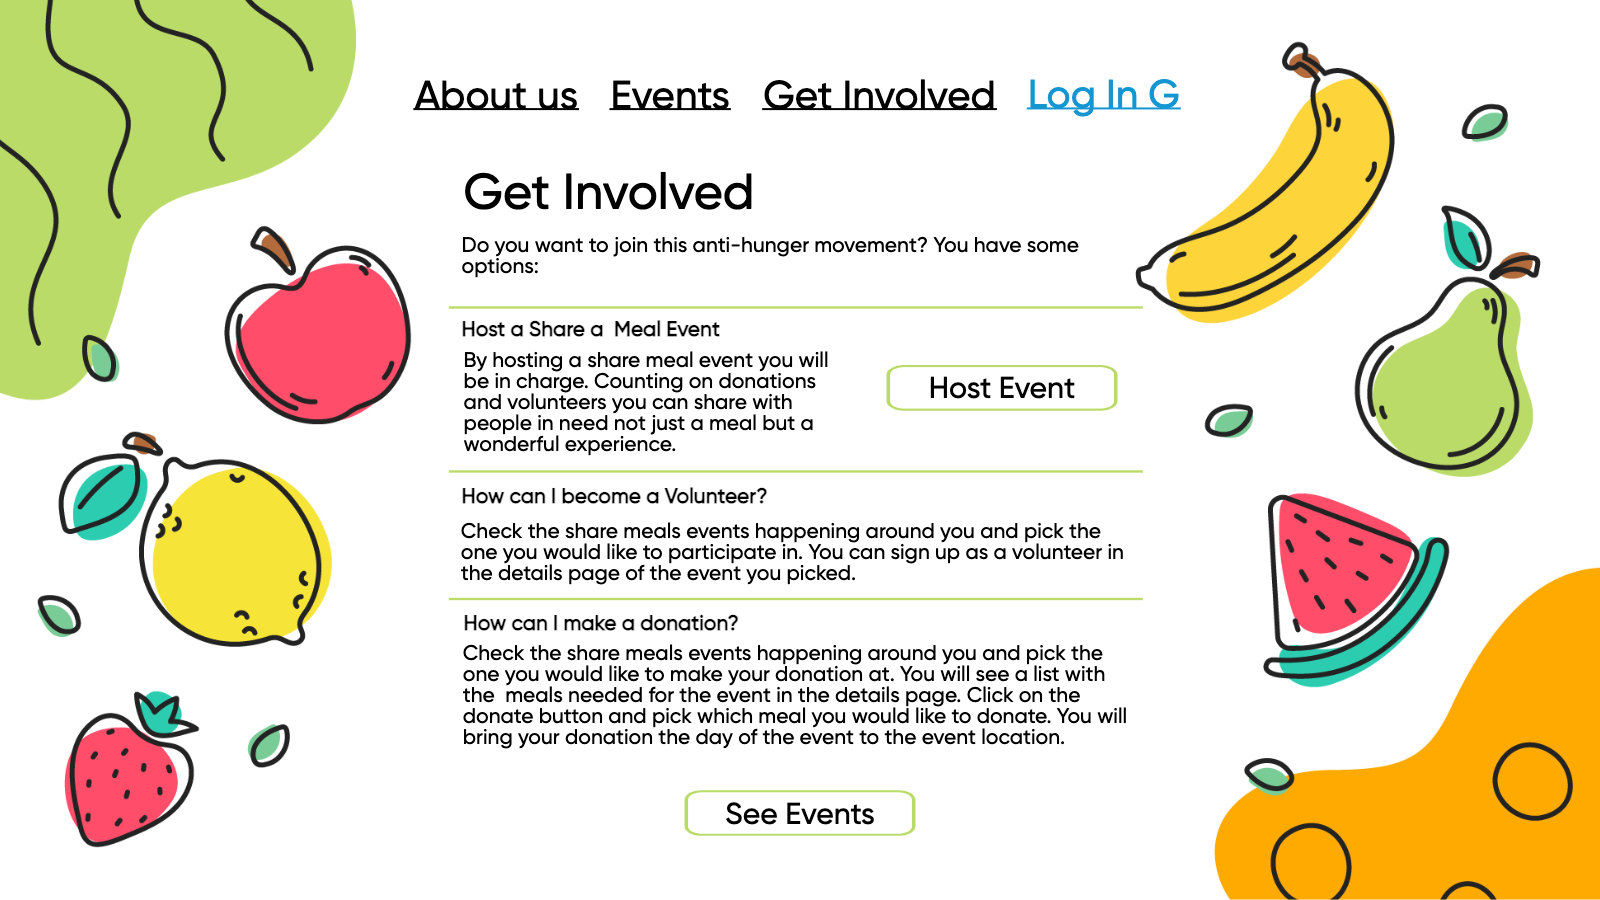 About us Events Get Involved Log In G
Get Involved
Do you want to join this anti-hunger movement? You have some
options:
Host a Share a  Meal Event
By hosting a share meal event you will
be in charge. Counting on donations
and volunteers you can share with
people in need not just a meal but a
wonderful experience.
Host Event
How can I become a Volunteer?
Check the share meals events happening around you and pick the
one you would like to participate in. You can sign up as a volunteer in
the details page of the event you picked.
How can I make a donation?
Check the share meals events happening around you and pick the
one you would like to make your donation at. You will see a list with
the  meals needed for the event in the details page. Click on the
donate button and pick which meal you would like to donate. You will
bring your donation the day of the event to the event location.
See Events